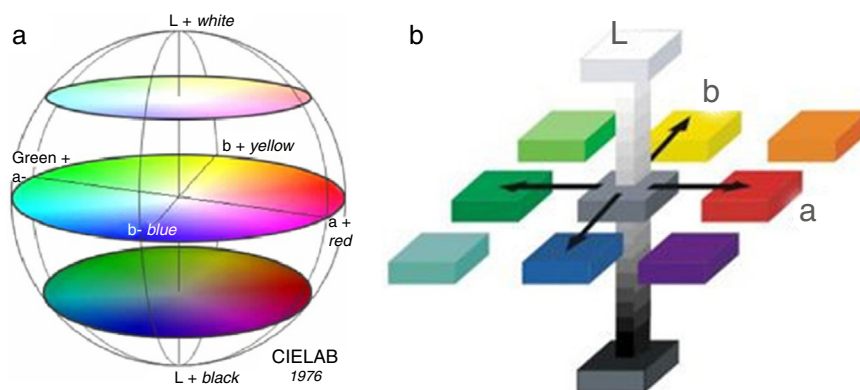 a
L + white
b + yellow
Green +
a-
b- blue
a +
red
CIELAB
1976
L + black
b
L
b
a